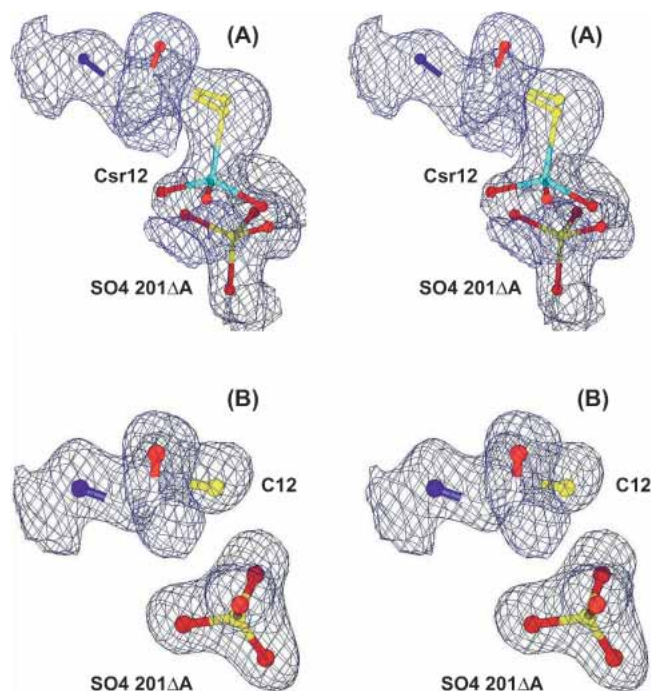 (A) (A)
Csr12 Csr12
SO4 201ΔA SO4 201ΔA
(B) (B)
C12 C12
SO4 201ΔA SO4 201ΔA